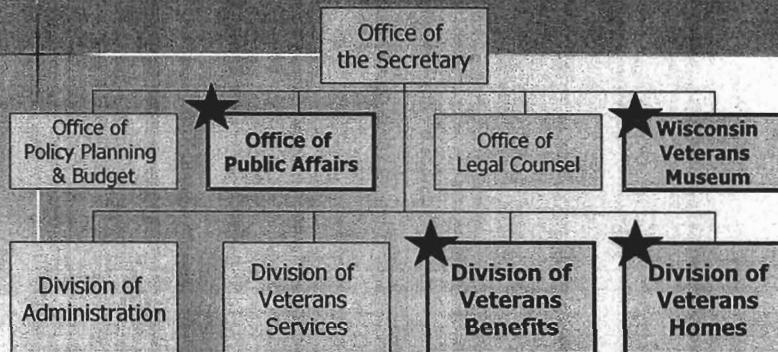 Office of
the Secretary
Office of
Policy Planning
& Budget
Office of
Public Affairs
Office of
Legal Counsel
Wisconsin
Veterans
Museum
Division of
Administration
Division of
Veterans
Services
Division of
Veterans
Benefits
Division of
Veterans
Homes